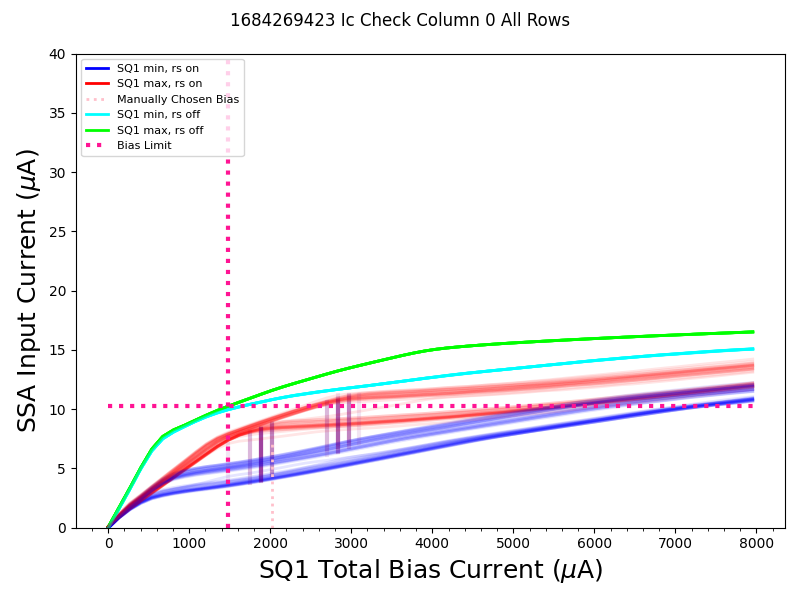 1684269423 Ic Check Column 0 All Rows
40
35
30
25
20
15
10
5
0
SSA Input Current (μA)
SQ1 min, rs on
SQ1 max, rs on
Manually Chosen Bias
SQ1 min, rs off
SQ1 max, rs off
Bias Limit
0 1000 2000 3000 4000 5000 6000 7000 8000
SQ1 Total Bias Current (μA)